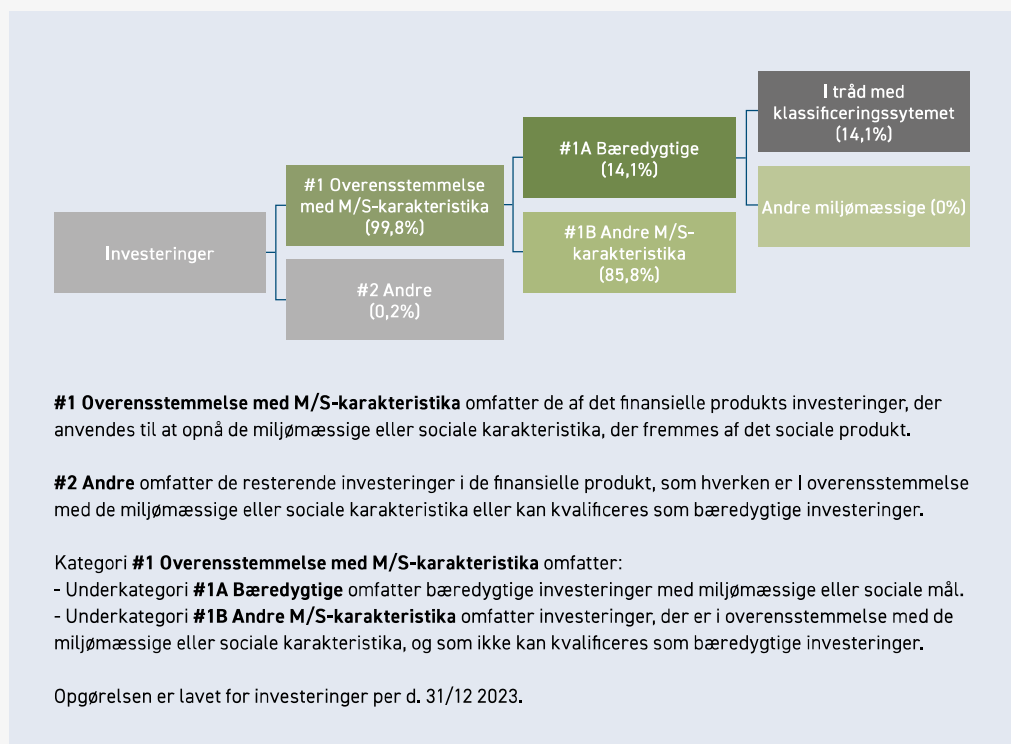 Investeringer
#1 Overensstemmelse
med M/S-karakteristika
(99,8%)
#2 Andre
(0,2%)
#1A Bæredygtige
(14,1%)
#1B Andre M/S-
karakteristika
(85,8%)
I tråd med
klassificeringssytemet
(14,1%)
Andre miljømæssige (0%)
#1 Overensstemmelse med M/S-karakteristika omfatter de af det finansielle produkts investeringer, der
anvendes til at opnå de miljømæssige eller sociale karakteristika, der fremmes af det sociale produkt.
#2 Andre omfatter de resterende investeringer i de finansielle produkt, som hverken er I overensstemmelse
med de miljømæssige eller sociale karakteristika eller kan kvalificeres som bæredygtige investeringer.
Kategori #1 Overensstemmelse med M/S-karakteristika omfatter:
- Underkategori #1A Bæredygtige omfatter bæredygtige investeringer med miljømæssige eller sociale mål.
- Underkategori #1B Andre M/S-karakteristika omfatter investeringer, der er i overensstemmelse med de
miljømæssige eller sociale karakteristika, og som ikke kan kvalificeres som bæredygtige investeringer.
Opgørelsen er lavet for investeringer per d. 31/12 2023.